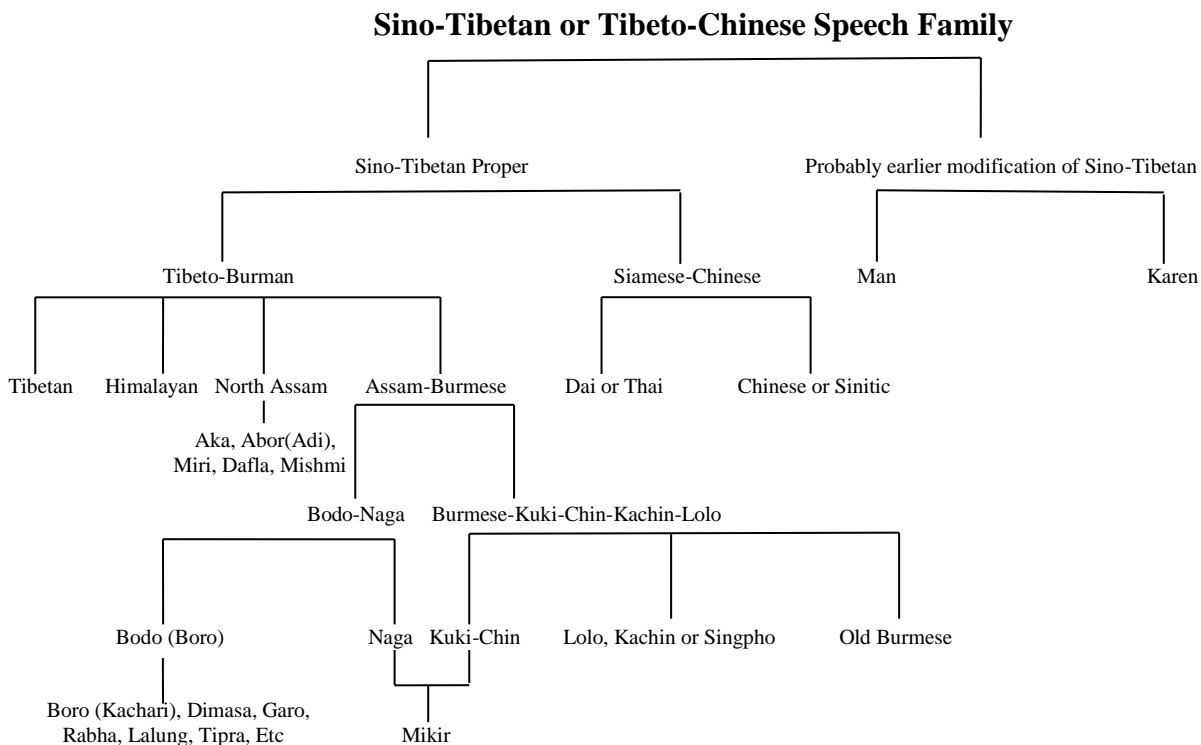 Sino-Tibetan or Tibeto-Chinese Speech Family
Sino-Tibetan Proper
Probably earlier modification of Sino-Tibetan
Tibeto-Burman
Siamese-Chinese
Man
Karen
Tibetan
Himalayan
North Assam
Assam-Burmese
Dai or Thai
Chinese or Sinitic
Aka, Abor(Adi),
Miri, Dafla, Mishmi
Bodo-Naga
Burmese-Kuki-Chin-Kachin-Lolo
Bodo (Boro)
Naga
Kuki-Chin
Lolo, Kachin or Singpho
Old Burmese
Boro (Kachari), Dimasa, Garo,
Rabha, Lalung, Tipra, Etc
Mikir